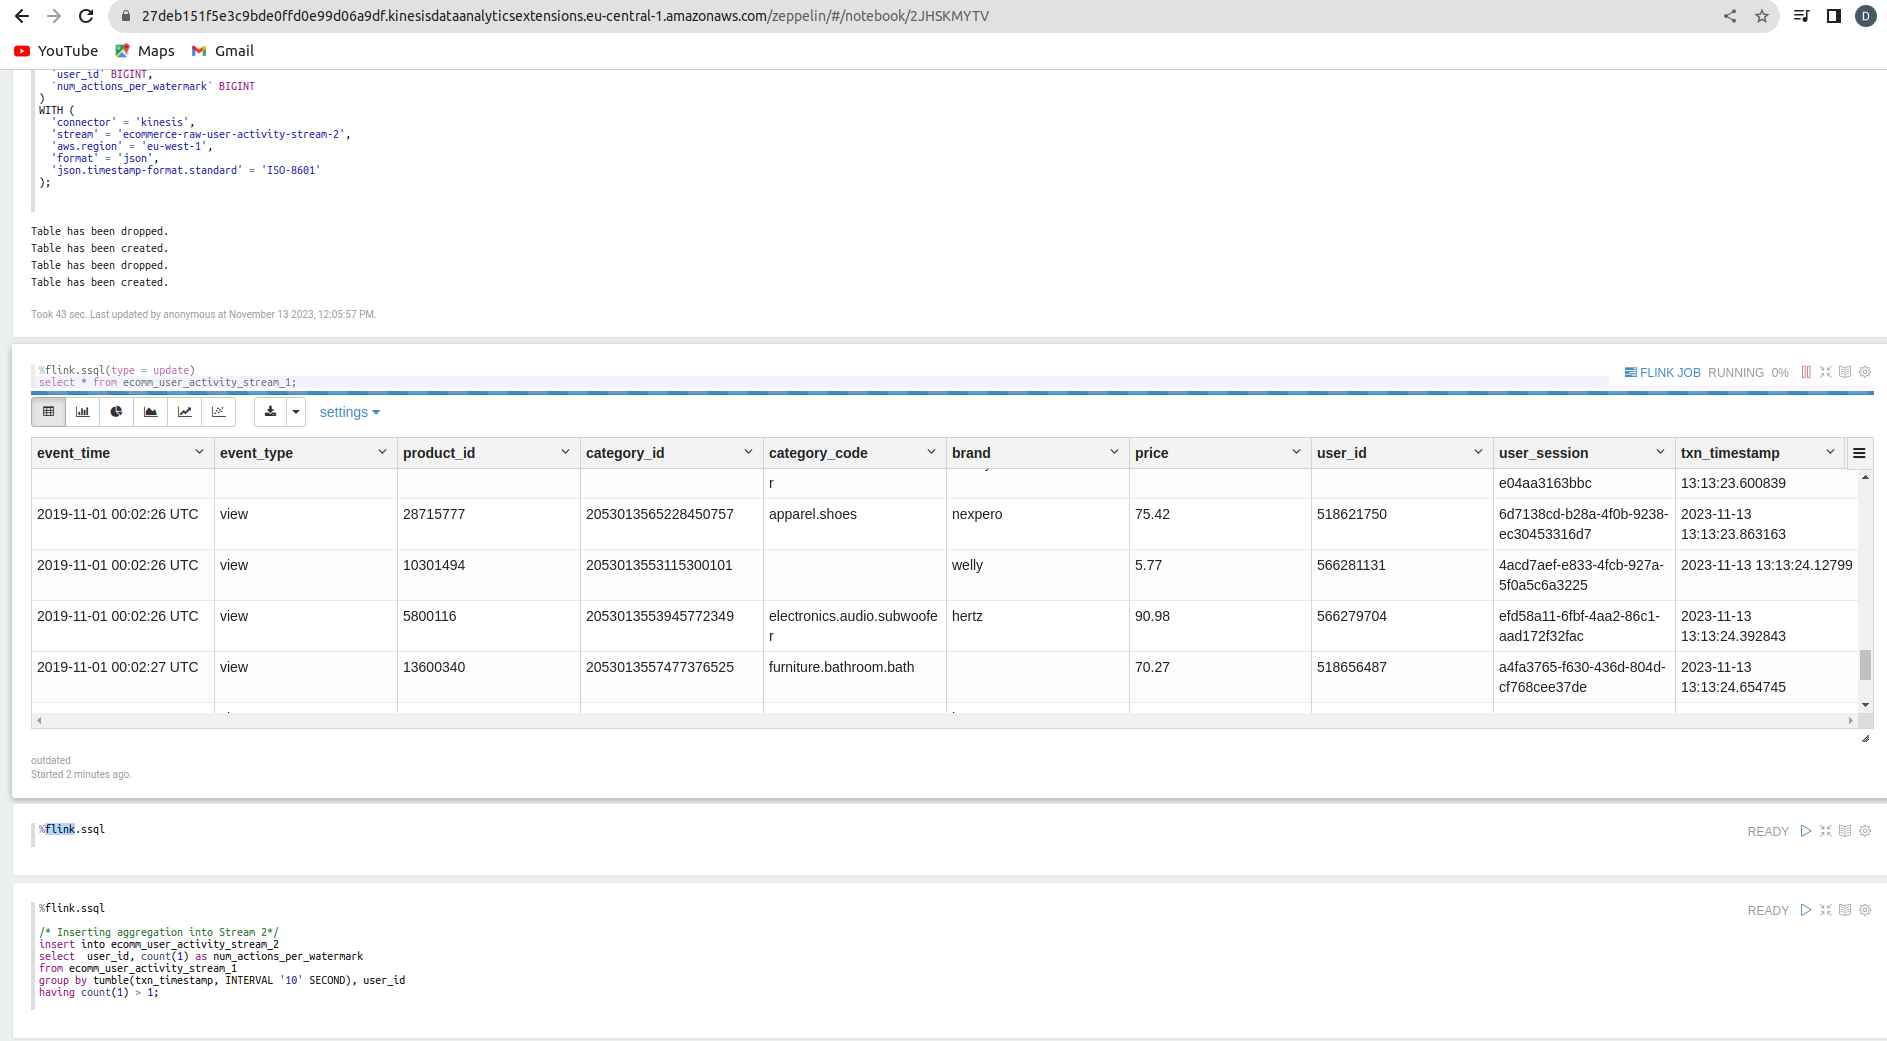 27deb151f5e3c9bde0ffd0e99d06a9df.kinesisdataanalyticsextensions.eu-central-1.amazonaws.com/zeppelin/#/notebook/2JHSKMYTV
D
YouTube Maps Gmail
`user_id` BIGINT,
`num_actions_per_watermark` BIGINT
)
WITH (
'connector' = 'kinesis',
'stream' = 'ecommerce-raw-user-activity-stream-2',
'aws.region' = 'eu-west-1',
'format' = 'json',
'json.timestamp-format.standard' = 'ISO-8601'
);
Table has been dropped.
Table has been created.
Table has been dropped.
Table has been created.
Took 43 sec. Last updated by anonymous at November 13 2023, 12:05:57 PM.
%flink.ssql(type = update)
select * from ecomm_user_activity_stream_1;
FLINK JOB RUNNING 0%
settings
event_time event_type product_id category_id category_code brand price user_id user_session txn_timestamp
r e04aa3163bbc 13:13:23.600839
2019-11-01 00:02:26 UTC view 28715777 2053013565228450757 apparel.shoes nexpero 75.42 518621750 6d7138cd-b28a-4f0b-9238- 2023-11-13
ec30453316d7 13:13:23.863163
2019-11-01 00:02:26 UTC view 10301494 2053013553115300101 welly 5.77 566281131 4acd7aef-e833-4fcb-927a- 2023-11-13 13:13:24.12799
5f0a5c6a3225
2019-11-01 00:02:26 UTC view 5800116 2053013553945772349 electronics.audio.subwoofe hertz 90.98 566279704 efd58a11-6fbf-4aa2-86c1- 2023-11-13
r aad172f32fac 13:13:24.392843
2019-11-01 00:02:27 UTC view 13600340 2053013557477376525 furniture.bathroom.bath 70.27 518656487 a4fa3765-f630-436d-804d- 2023-11-13
cf768cee37de 13:13:24.654745
outdated
Started 2 minutes ago.
%flink.ssql
READY
%flink.ssql
READY
/* Inserting aggregation into Stream 2*/
insert into ecomm_user_activity_stream_2
select  user_id, count(1) as num_actions_per_watermark
from ecomm_user_activity_stream_1
group by tumble(txn_timestamp, INTERVAL '10' SECOND), user_id
having count(1) > 1;